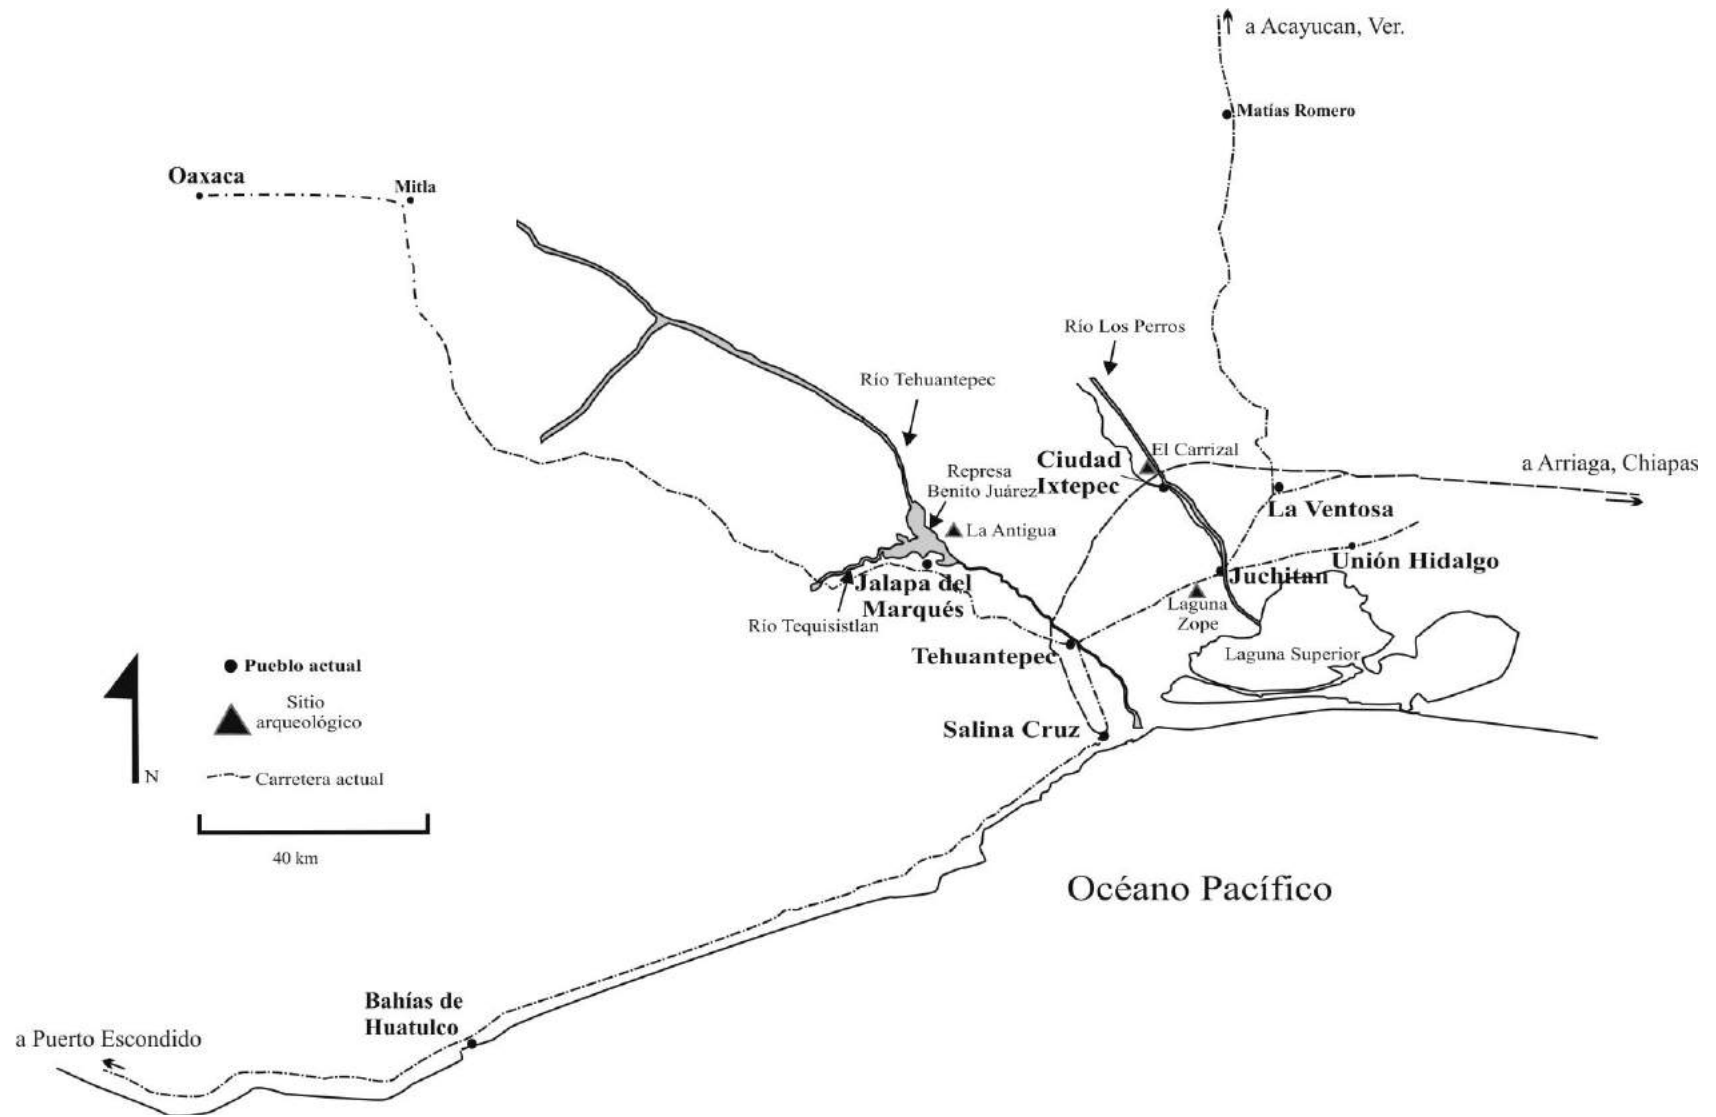 a Acayucan, Ver.
Matías Romero
Oaxaca
Mitla
Río Los Perros
Río Tehuantepec
El Carrizal
Ciudad
Ixtepec
a Arriaga, Chiapas
Represa
Benito Juárez
La Ventosa
La Antigua
Unión Hidalgo
Juchitan
Jalapa del
Marqués
Laguna
Zope
Río Tequisistlan
Tehuantepec
Laguna Superior
Pueblo actual
Sitio
arqueológico
Salina Cruz
N
Carretera actual
40 km
Océano Pacífico
Bahías de
Huatulco
a Puerto Escondido